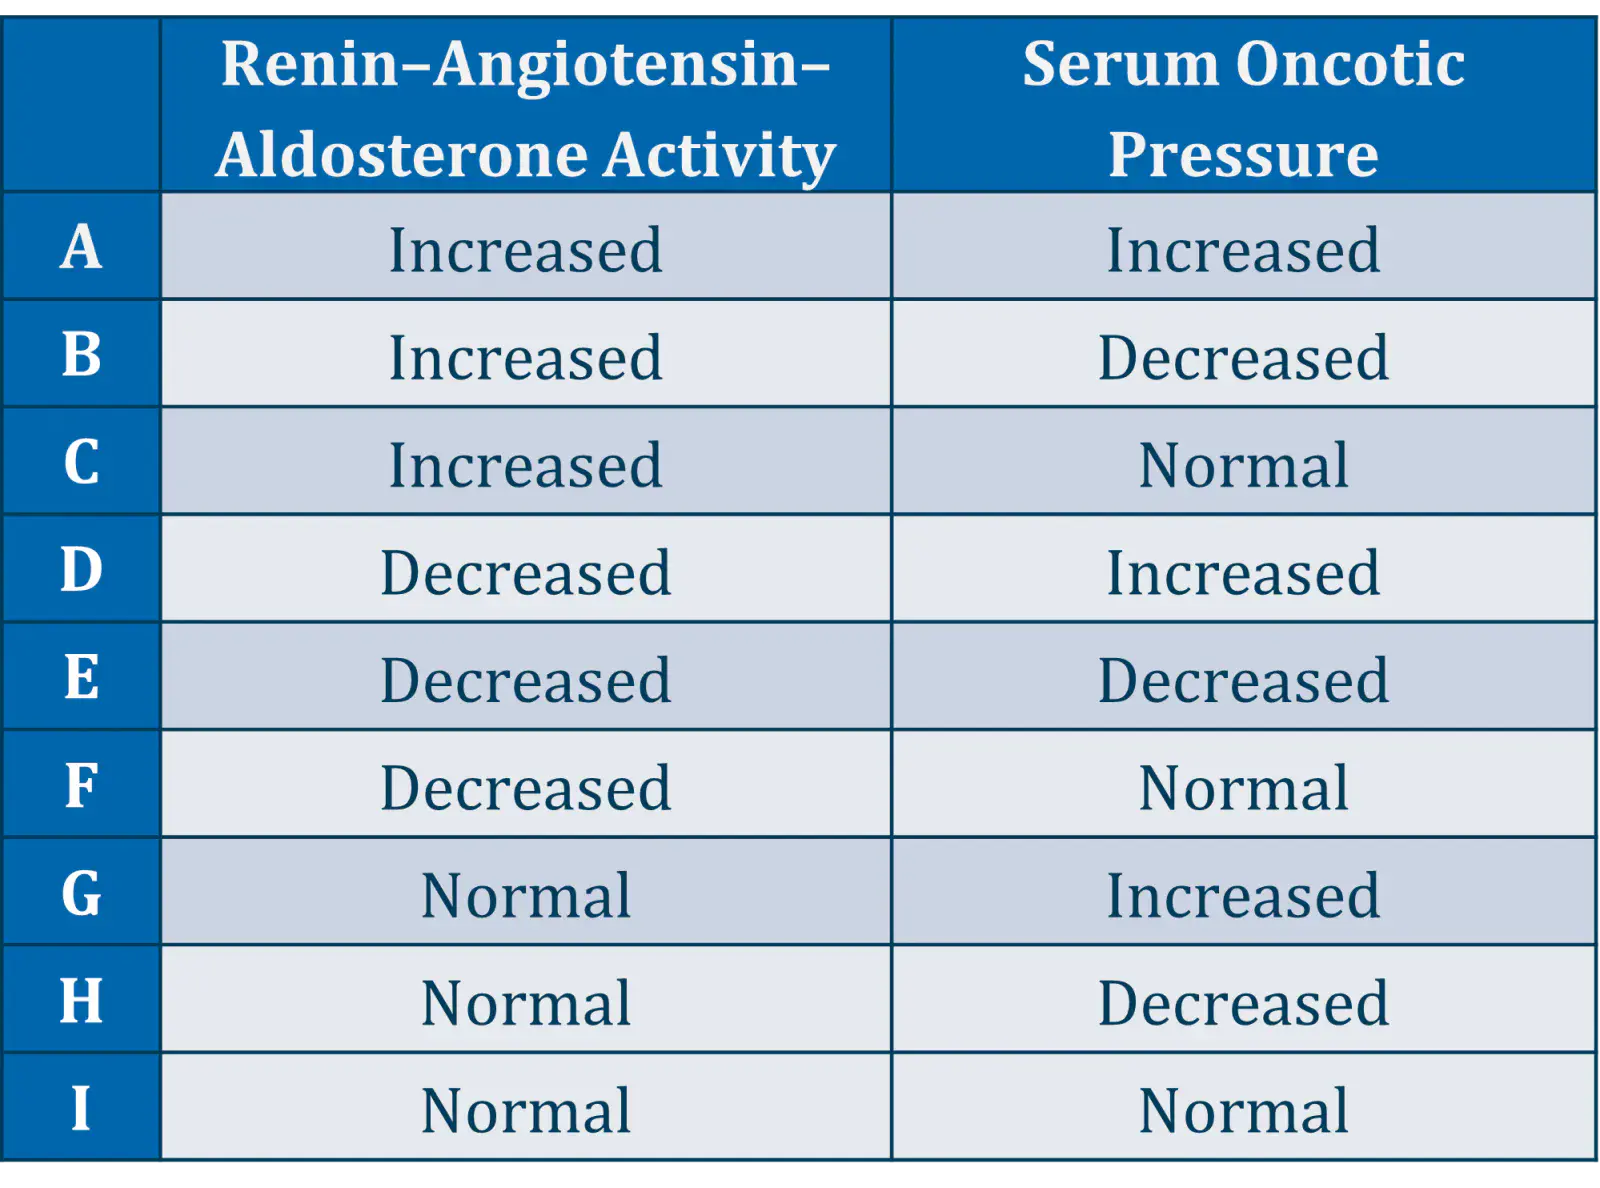 Renin–Angiotensin–
Aldosterone Activity
Serum Oncotic
Pressure
A Increased Increased
B Increased Decreased
C Increased Normal
D Decreased Increased
E Decreased Decreased
F Decreased Normal
G Normal Increased
H Normal Decreased
I Normal Normal